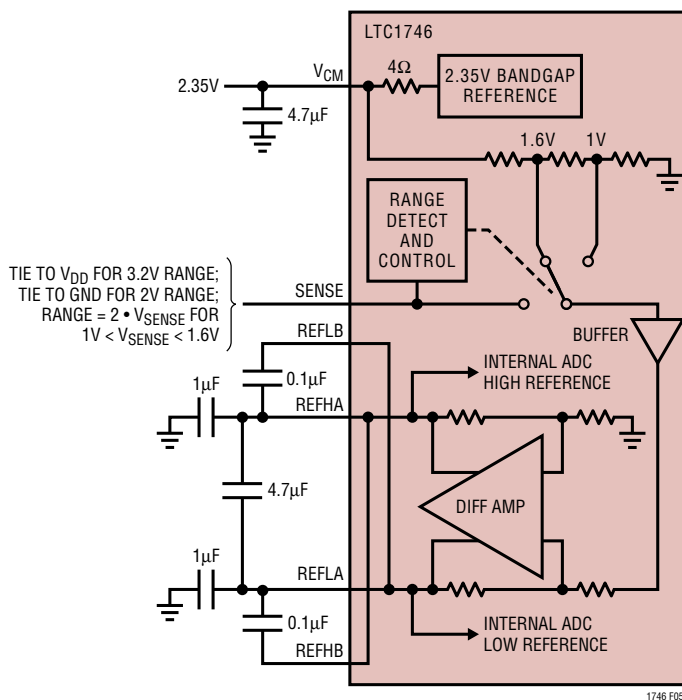 LTC1746
2.35V
VCM
4Ω
2.35V BANDGAP
REFERENCE
4.7µF
1.6V
1V
RANGE
DETECT
AND
CONTROL
TIE TO VDD FOR 3.2V RANGE;
TIE TO GND FOR 2V RANGE;
RANGE = 2 • VSENSE FOR
1V < VSENSE < 1.6V
SENSE
BUFFER
REFLB
INTERNAL ADC
HIGH REFERENCE
0.1µF
1µF
REFHA
4.7µF
DIFF AMP
1µF
REFLA
INTERNAL ADC
LOW REFERENCE
0.1µF
REFHB
1746 F05